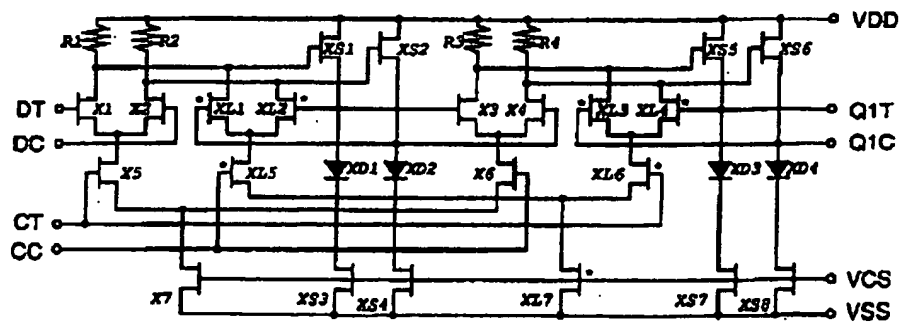 VDD
R1 R2 XS1 XS2 R3 R4 XS5 XS6
DT X1 X2 XL1 XL2 X3 X4 XL3 XL4 Q1T
DC Q1C
X5 XL5 XD1 XD2 X6 XL6 XD3 XD4
CT
CC
X7 XS3 XS4 XL7 XS7 XS8 VCS
VSS